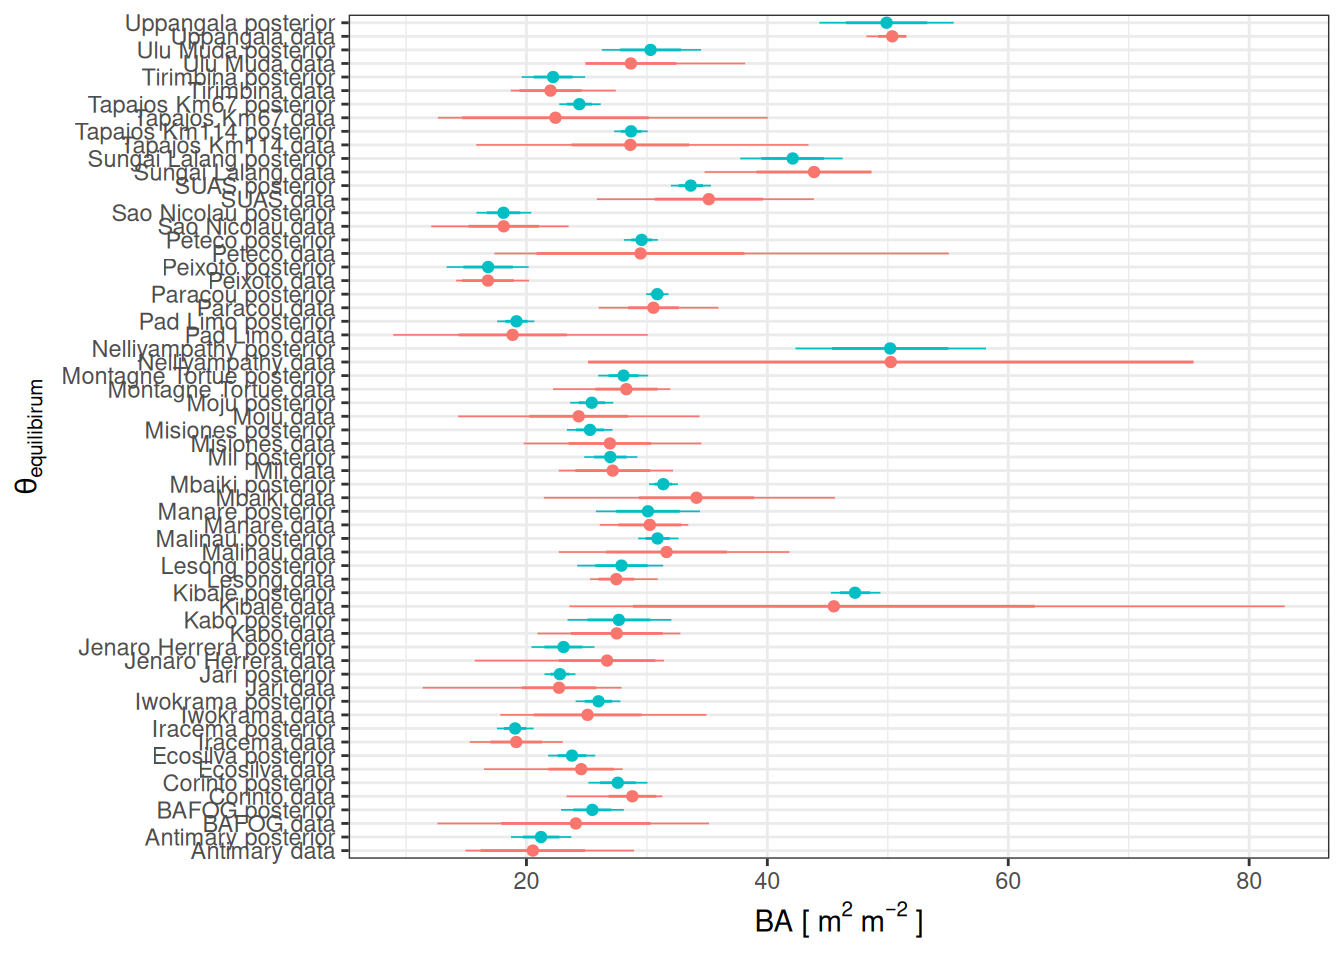 Uppangala posterior
Uppangala data
Ulu Muda posterior
Ulu Muda data
Tirimbina posterior
Tirimbina data
Tapajos Km67 posterior
Tapajos Km67 data
Tapajos Km114 posterior
Tapajos Km114 data
Sungai Lalang posterior
Sungai Lalang data
SUAS posterior
SUAS data
Sao Nicolau posterior
Sao Nicolau data
Peteco posterior
Peteco data
Peixoto posterior
Peixoto data
Paracou posterior
Paracou data
Pad Limo posterior
Pad Limo data
Nelliyampathy posterior
Nelliyampathy data
Montagne Tortue posterior
Montagne Tortue data
Moju posterior
Moju data
Misiones posterior
Misiones data
Mil posterior
Mil data
Mbaiki posterior
Mbaiki data
Manare posterior
Manare data
Malinau posterior
Malinau data
Lesong posterior
Lesong data
Kibale posterior
Kibale data
Kabo posterior
Kabo data
Jenaro Herrera posterior
Jenaro Herrera data
Jari posterior
Jari data
Iwokrama posterior
Iwokrama data
Iracema posterior
Iracema data
Ecosilva posterior
Ecosilva data
Corinto posterior
Corinto data
BAFOG posterior
BAFOG data
Antimary posterior
Antimary data
θequilibirum
20 40 60 80
BA [ m² m⁻² ]